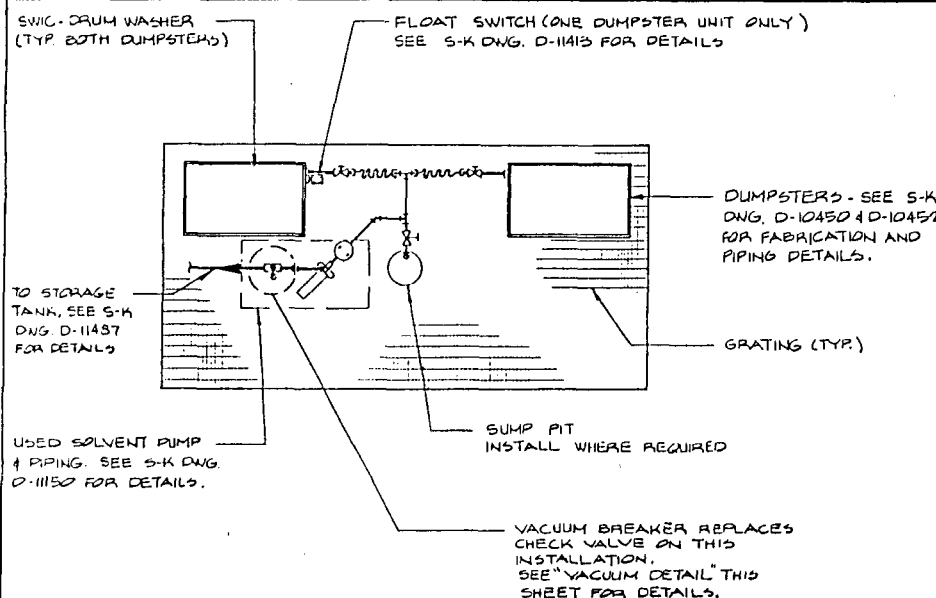 SWIC-DRUM WASHER
(TYP. BOTH DUMPSTERS)
FLOAT SWITCH (ONE DUMPSTER UNIT ONLY)
SEE S-K DWG. D-11413 FOR DETAILS
DUMPSTERS - SEE S-K
DWG. D-10450 & D-10452
FOR FABRICATION AND
PIPING DETAILS.
TO STORAGE
TANK, SEE S-K
DWG. D-11437
FOR DETAILS
GRATING (TYP.)
USED SOLVENT PUMP
& PIPING. SEE S-K DWG.
D-11150 FOR DETAILS.
SUMP PIT
INSTALL WHERE REQUIRED
VACUUM BREAKER REPLACES
CHECK VALVE ON THIS
INSTALLATION.
SEE "VACUUM DETAIL" THIS
SHEET FOR DETAILS.